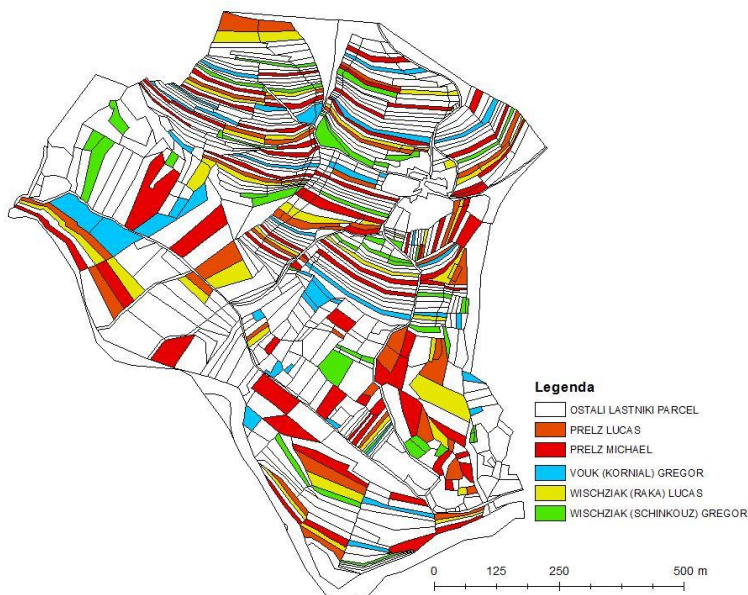 Legenda
OSTALI LASTNIKI PARCEL
PRELZ LUCAS
PRELZ MICHAEL
VOUK (KORNIAL) GREGOR
WISCHZIAK (RAKA) LUCAS
WISCHZIAK (SCHINKOUZ) GREGOR
0 125 250 500 m